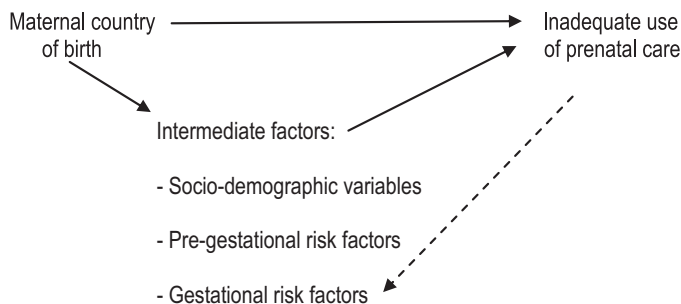 Maternal country
of birth
Inadequate use
of prenatal care
Intermediate factors:
- Socio-demographic variables
- Pre-gestational risk factors
- Gestational risk factors